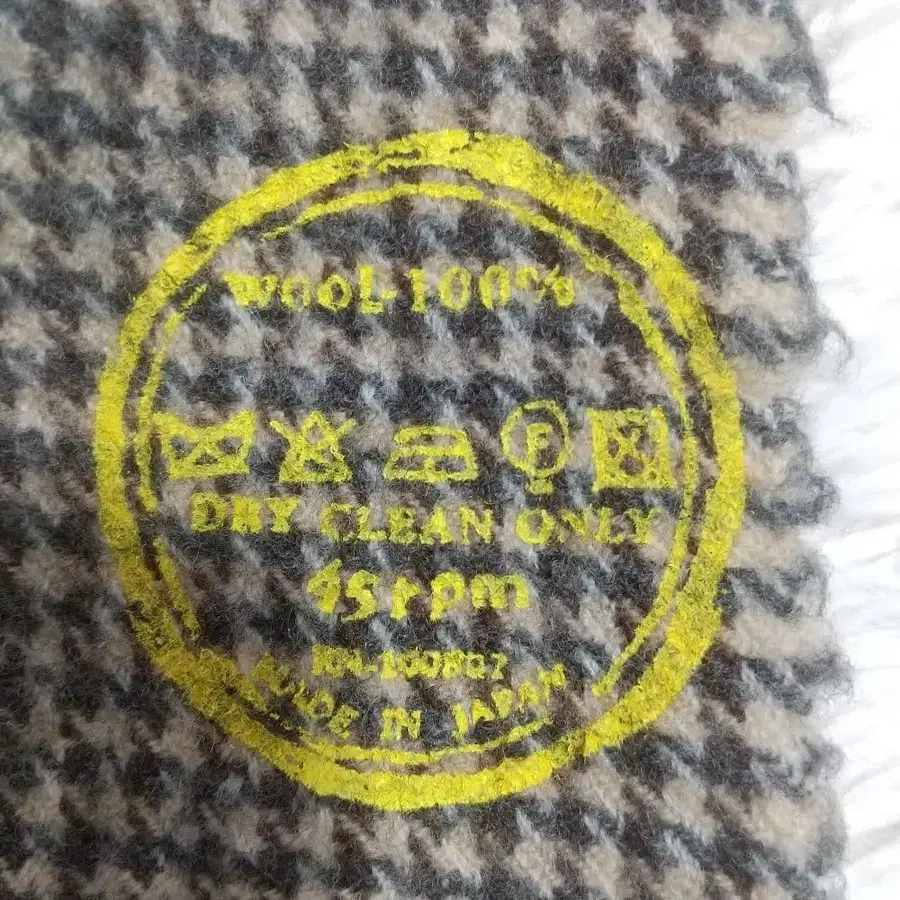 WOOL 100%
F
DRY CLEAN ONLY
45rpm
MADE IN JAPAN